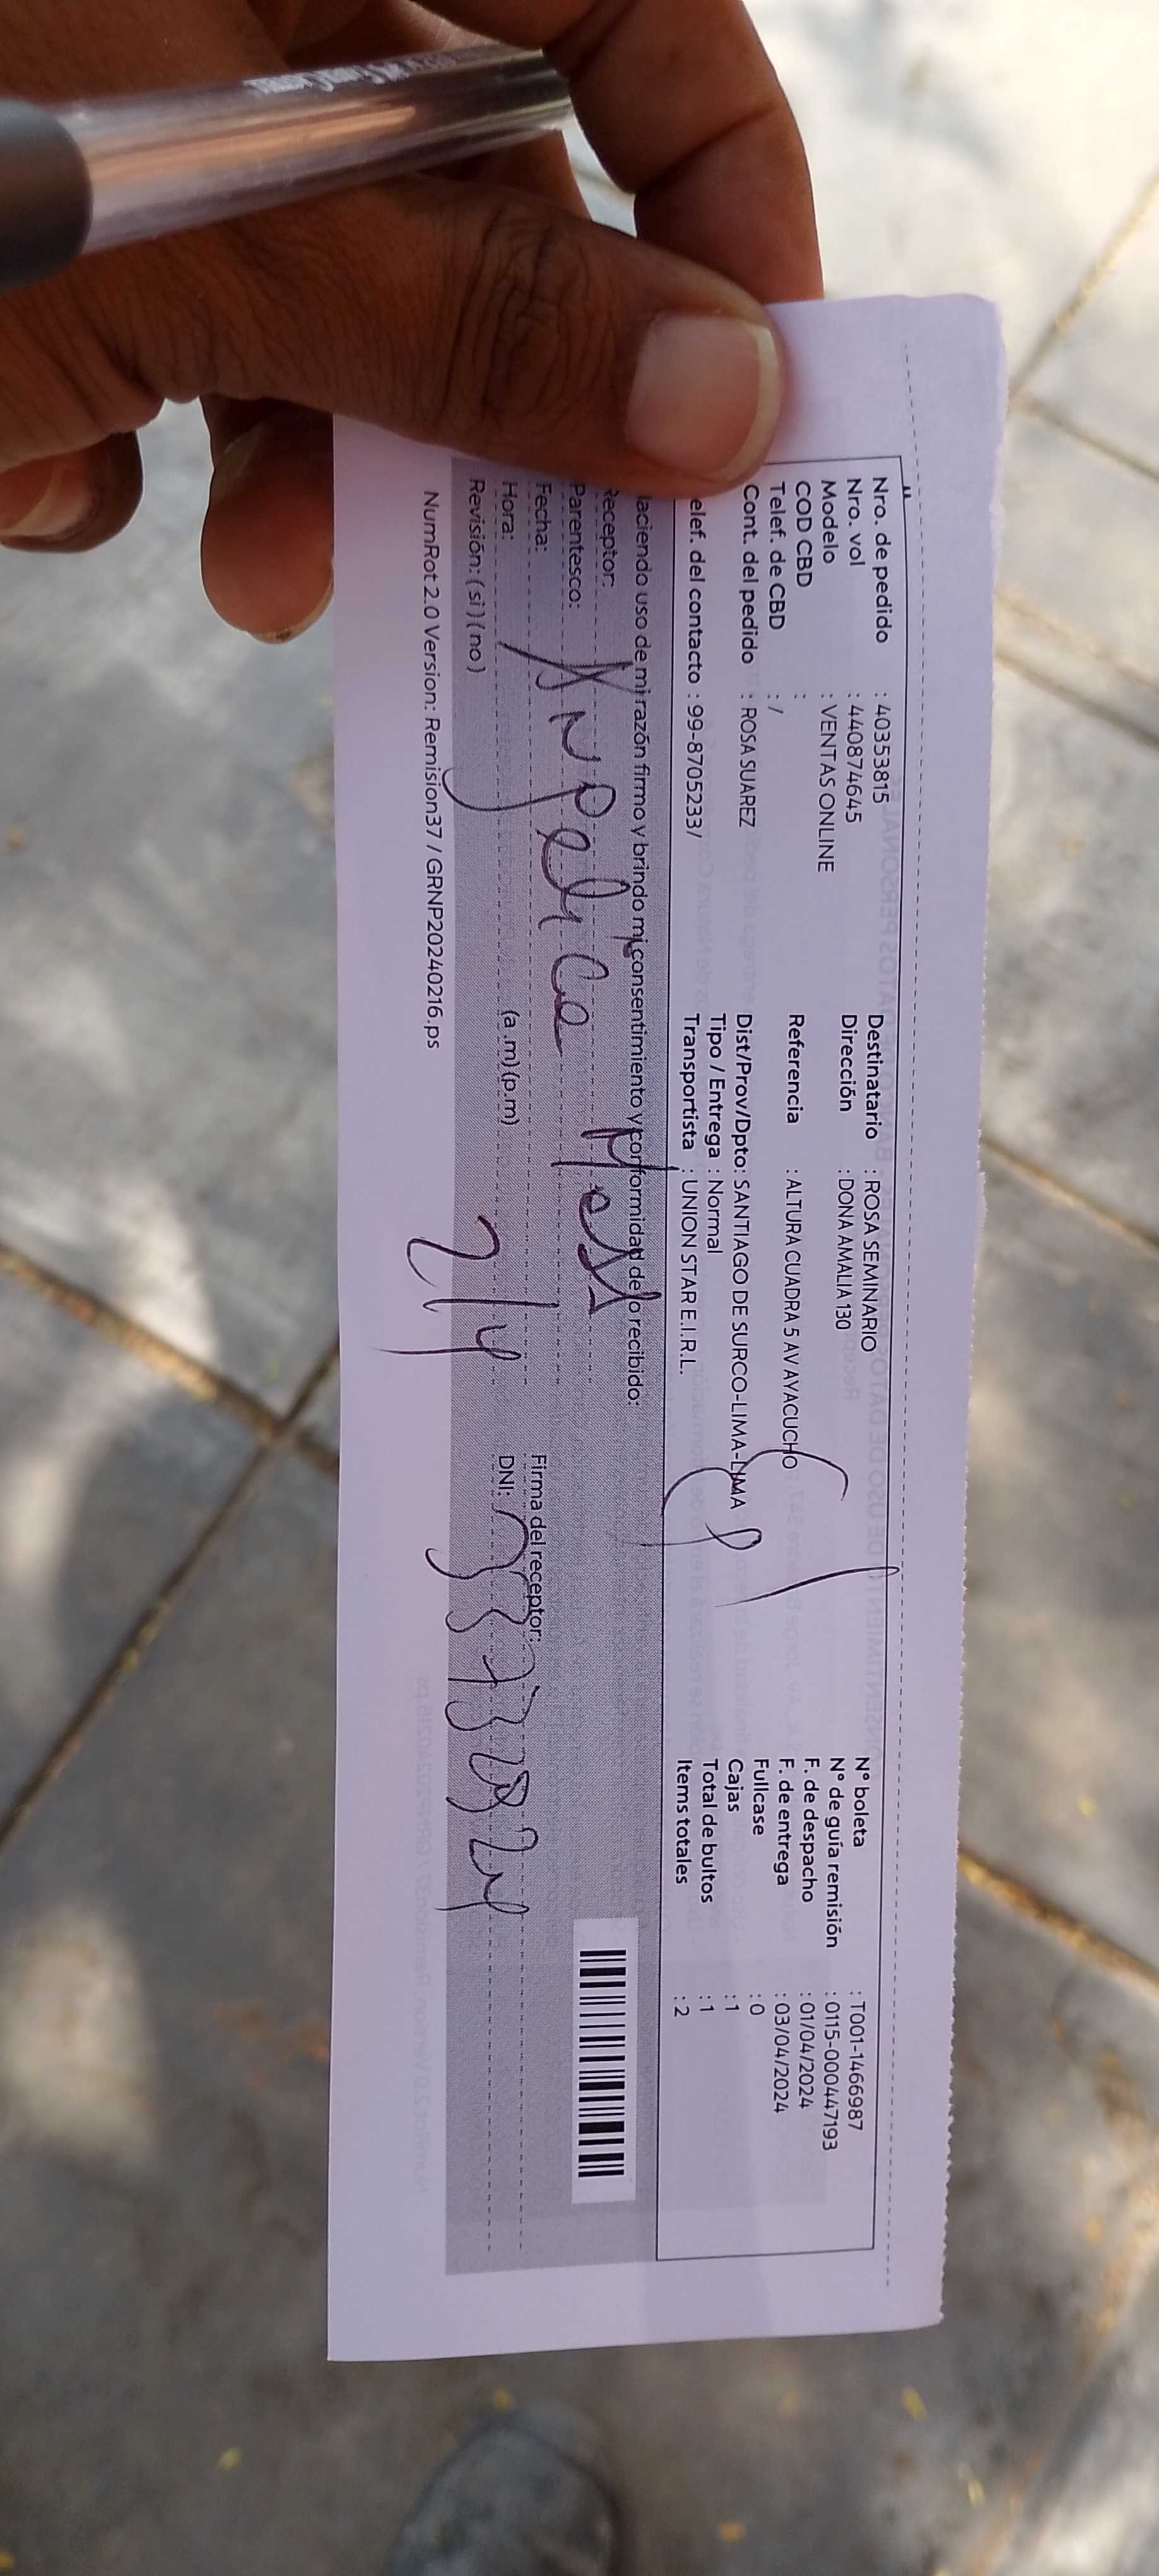 Nro. de pedido : 40353815
Nro. vol : 440874645
Modelo : VENTAS ONLINE
COD CBD :
Telef. de CBD : /
Cont. del pedido : ROSA SUAREZ
elef. del contacto : 99-8705233/
Destinatario : ROSA SEMINARIO
Dirección : DONA AMALIA 130
Referencia : ALTURA CUADRA 5 AV AYACUCHO
Dist/Prov/Dpto: SANTIAGO DE SURCO-LIMA-LIMA
Tipo / Entrega : Normal
Transportista : UNION STAR E.I.R.L.
N° boleta : T001-1466987
N° de guía remisión : 0115-000447193
F. de despacho : 01/04/2024
F. de entrega : 03/04/2024
Fullcase : 0
Cajas : 1
Total de bultos : 1
Items totales : 2
aciendo uso de mi razón firmo y brindo mi consentimiento y conformidad de lo recibido:
Receptor:
Parentesco:
Fecha:
Hora: (a .m) (p.m)
Revisión: ( si ) ( no )
Firma del receptor:
DNI:
NumRot 2.0 Version: Remision37 / GRNP20240216.ps